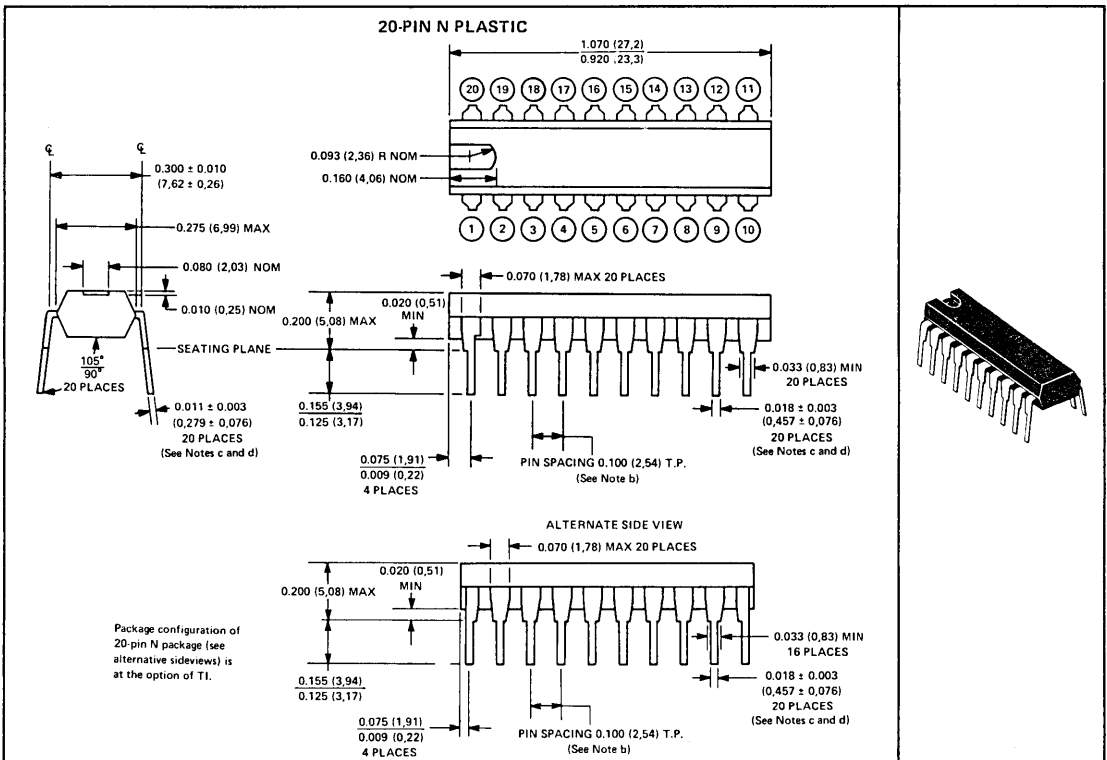 20-PIN N PLASTIC
1.070 (27,2)
0.920 .23,3)
20 19 18 17 16 15 14 13 12 11
0.093 (2,36) R NOM
0.160 (4,06) NOM
1 2 3 4 5 6 7 8 9 10
℄ ℄
0.300 ± 0.010
(7,62 ± 0,26)
0.275 (6,99) MAX
0.080 (2,03) NOM
0.010 (0,25) NOM
105°
90°
20 PLACES
0.011 ± 0.003
(0,279 ± 0,076)
20 PLACES
(See Notes c and d)
0.070 (1,78) MAX 20 PLACES
0.020 (0,51)
MIN
0.200 (5,08) MAX
SEATING PLANE
0.155 (3,94)
0.125 (3,17)
0.075 (1,91)
0.009 (0,22)
4 PLACES
PIN SPACING 0.100 (2,54) T.P.
(See Note b)
0.033 (0,83) MIN
20 PLACES
0.018 ± 0.003
(0,457 ± 0,076)
20 PLACES
(See Notes c and d)
ALTERNATE SIDE VIEW
0.070 (1,78) MAX 20 PLACES
0.020 (0,51)
MIN
0.200 (5,08) MAX
0.155 (3,94)
0.125 (3,17)
0.075 (1,91)
0.009 (0,22)
4 PLACES
PIN SPACING 0.100 (2,54) T.P.
(See Note b)
0.033 (0,83) MIN
16 PLACES
0.018 ± 0.003
(0,457 ± 0,076)
20 PLACES
(See Notes c and d)
Package configuration of
20-pin N package (see
alternative sideviews) is
at the option of TI.